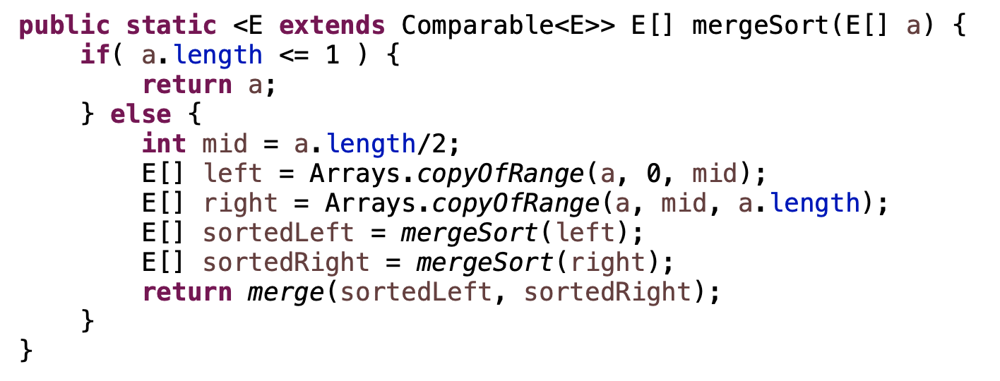 public static <E extends Comparable<E>> E[] mergeSort(E[] a) {
    if( a.length <= 1 ) {
        return a;
    } else {
        int mid = a.length/2;
        E[] left = Arrays.copyOfRange(a, 0, mid);
        E[] right = Arrays.copyOfRange(a, mid, a.length);
        E[] sortedLeft = mergeSort(left);
        E[] sortedRight = mergeSort(right);
        return merge(sortedLeft, sortedRight);
    }
}